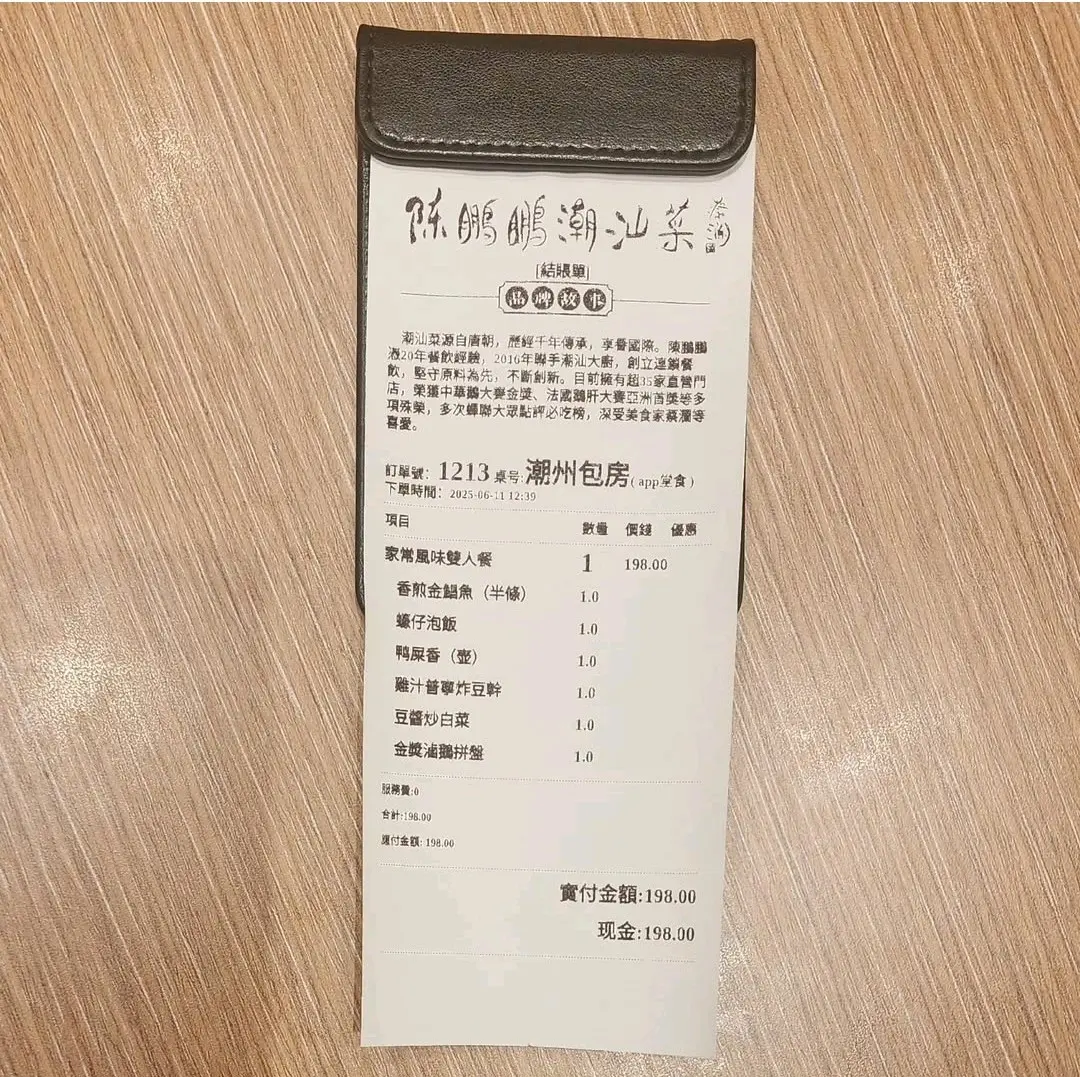 陈鹏鹏潮汕菜
[結賬單]
品牌故事
潮汕菜源自唐朝，歷經千年傳承，享譽國際。陳鵬鵬
憑20年餐飲經驗，2016年聯手潮汕大廚，創立連鎖餐
飲，堅守原料為先，不斷創新。目前擁有超35家直營門
店，榮獲中華鵝大賽金獎、法國鵝肝大賽亞洲首獎等多
項殊榮，多次蟬聯大眾點評必吃榜，深受美食家蔡瀾等
喜愛。
訂單號： 1213 桌号:潮州包房( app堂食 )
下單時間： 2025-06-11 12:39
項目 數量 價錢 優惠
家常風味雙人餐 1 198.00
香煎金鯧魚（半條） 1.0
蠔仔泡飯 1.0
鸭屎香（壺） 1.0
雞汁普寧炸豆幹 1.0
豆醬炒白菜 1.0
金獎滷鵝拼盤 1.0
服務費:0
合計:198.00
應付金額: 198.00
實付金額:198.00
现金:198.00